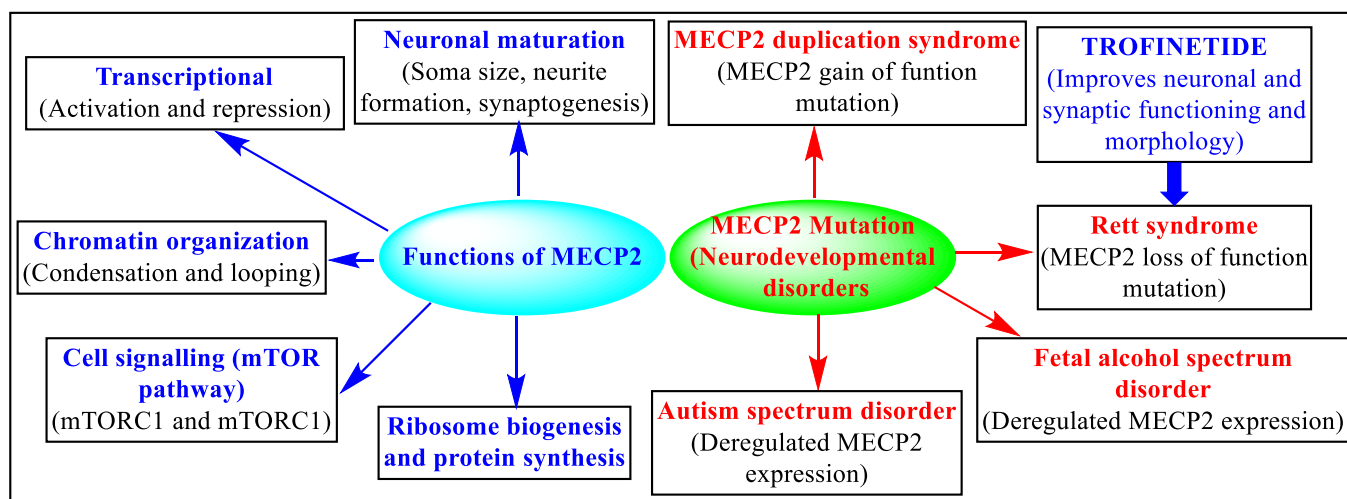 Transcriptional
(Activation and repression)
Neuronal maturation
(Soma size, neurite
formation, synaptogenesis)
MECP2 duplication syndrome
(MECP2 gain of funtion
mutation)
TROFINETIDE
(Improves neuronal and
synaptic functioning and
morphology)
Chromatin organization
(Condensation and looping)
Functions of MECP2
MECP2 Mutation
(Neurodevelopmental
disorders
Rett syndrome
(MECP2 loss of function
mutation)
Cell signalling (mTOR
pathway)
(mTORC1 and mTORC1)
Ribosome biogenesis
and protein synthesis
Autism spectrum disorder
(Deregulated MECP2
expression)
Fetal alcohol spectrum
disorder
(Deregulated MECP2 expression)